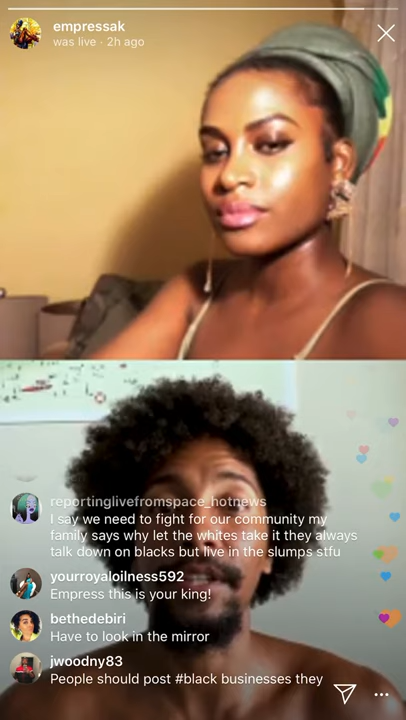 empressak
was live · 2h ago
reportinglivefromspace_hotnews
I say we need to fight for our community my
family says why let the whites take it they always
talk down on blacks but live in the slumps stfu
yourroyaloilness592
Empress this is your king!
bethedebiri
Have to look in the mirror
jwoodny83
People should post #black businesses they